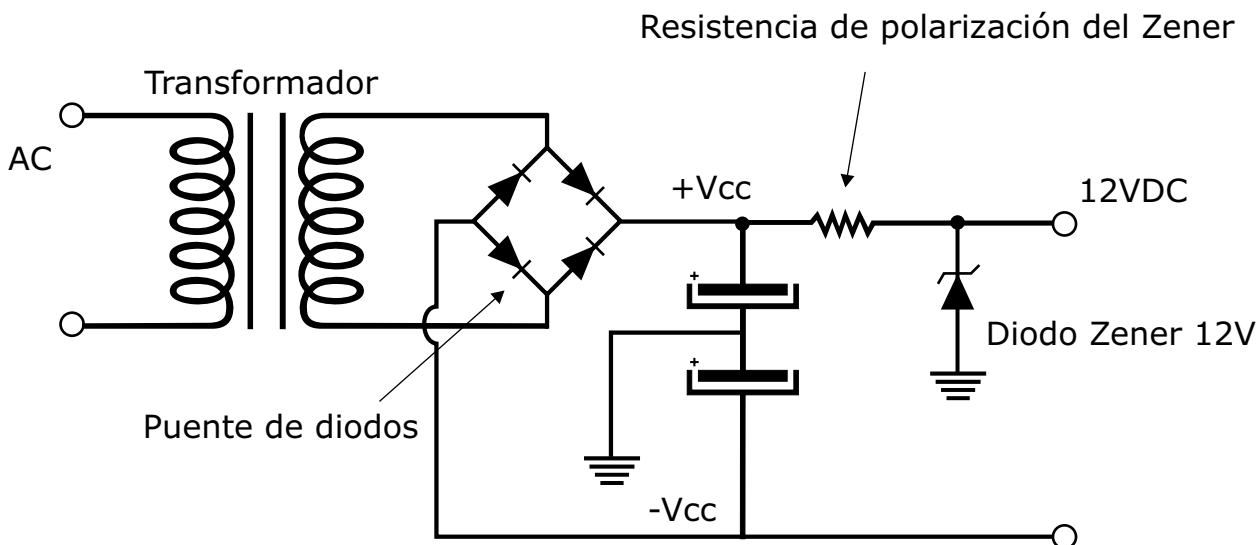 Resistencia de polarización del Zener
Transformador
AC
+Vcc
12VDC
+
Diodo Zener 12V
+
Puente de diodos
-Vcc